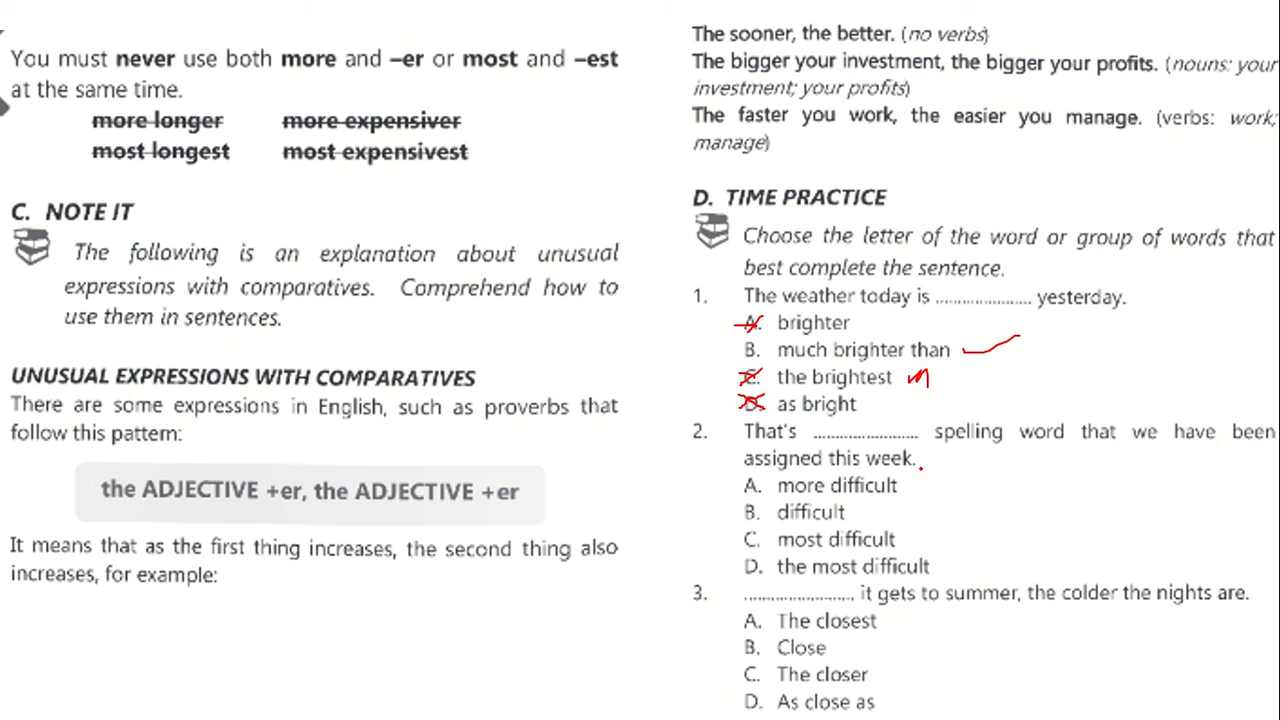 You must never use both more and –er or most and –est
at the same time.
more longer more expensiver
most longest most expensivest
C. NOTE IT
The following is an explanation about unusual
expressions with comparatives. Comprehend how to
use them in sentences.
UNUSUAL EXPRESSIONS WITH COMPARATIVES
There are some expressions in English, such as proverbs that
follow this pattern:
the ADJECTIVE +er, the ADJECTIVE +er
It means that as the first thing increases, the second thing also
increases, for example:
The sooner, the better. (no verbs)
The bigger your investment, the bigger your profits. (nouns: your
investment; your profits)
The faster you work, the easier you manage. (verbs: work;
manage)
D. TIME PRACTICE
Choose the letter of the word or group of words that
best complete the sentence.
1. The weather today is ...................... yesterday.
A. brighter
B. much brighter than
C. the brightest
D. as bright
2. That's ........................ spelling word that we have been
assigned this week.
A. more difficult
B. difficult
C. most difficult
D. the most difficult
3. ......................... it gets to summer, the colder the nights are.
A. The closest
B. Close
C. The closer
D. As close as